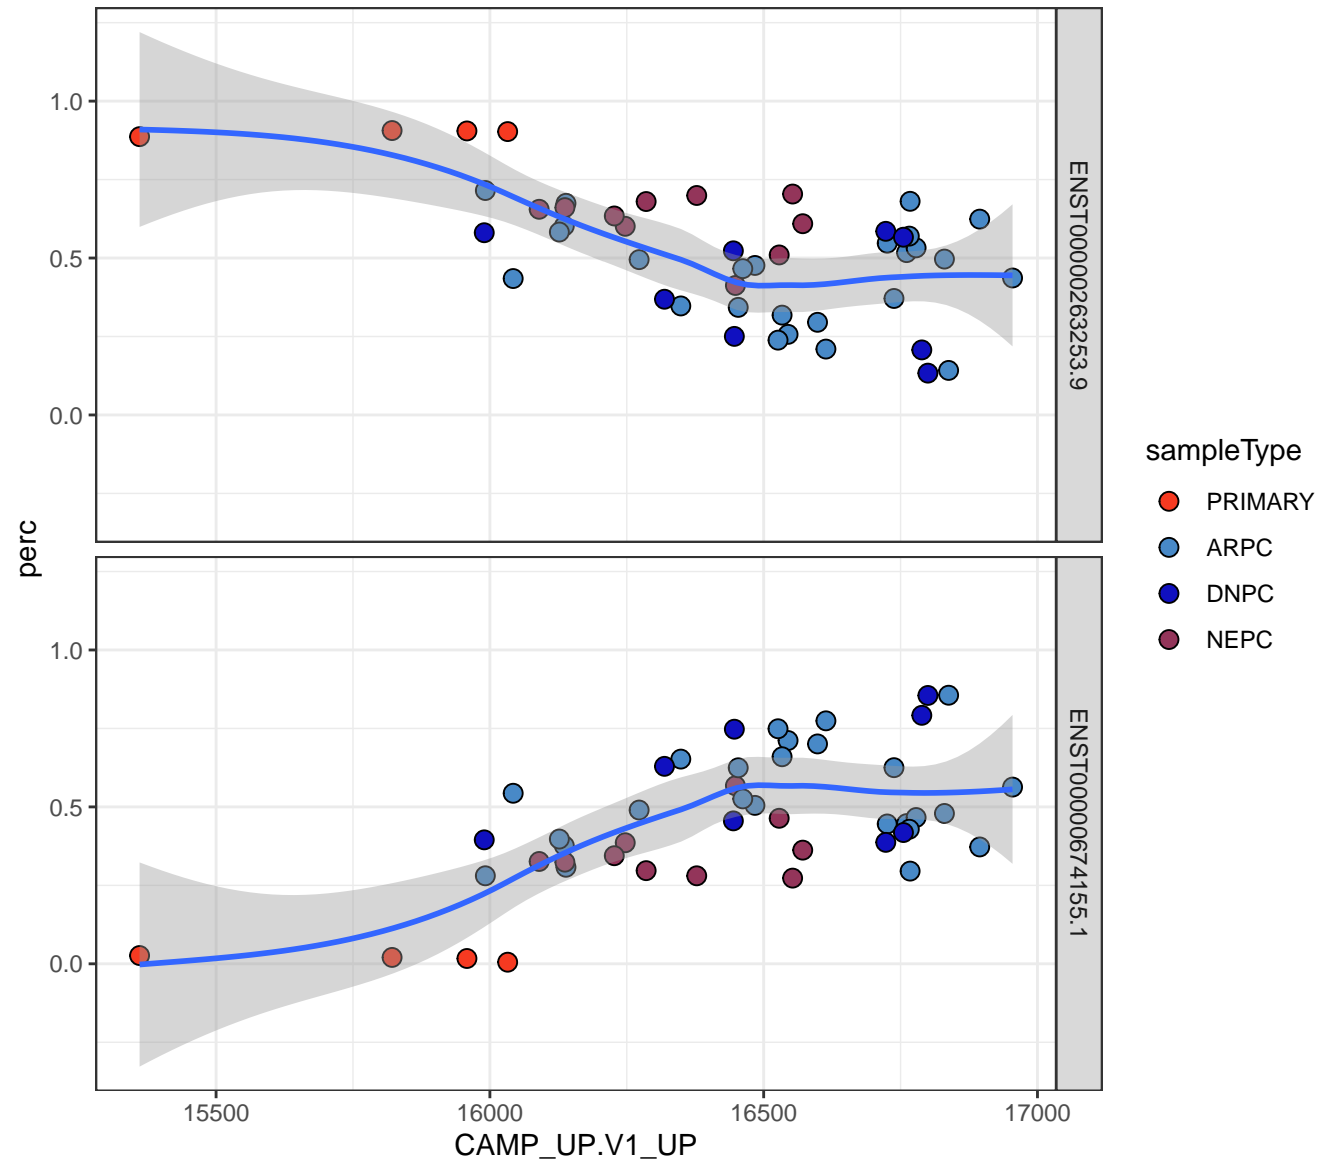 1.0
0.5
0.0
ENST00000263253.9
perc
1.0
0.5
0.0
ENST00000674155.1
15500
16000
16500
17000
CAMP_UP.V1_UP
sampleType
PRIMARY
ARPC
DNPC
NEPC